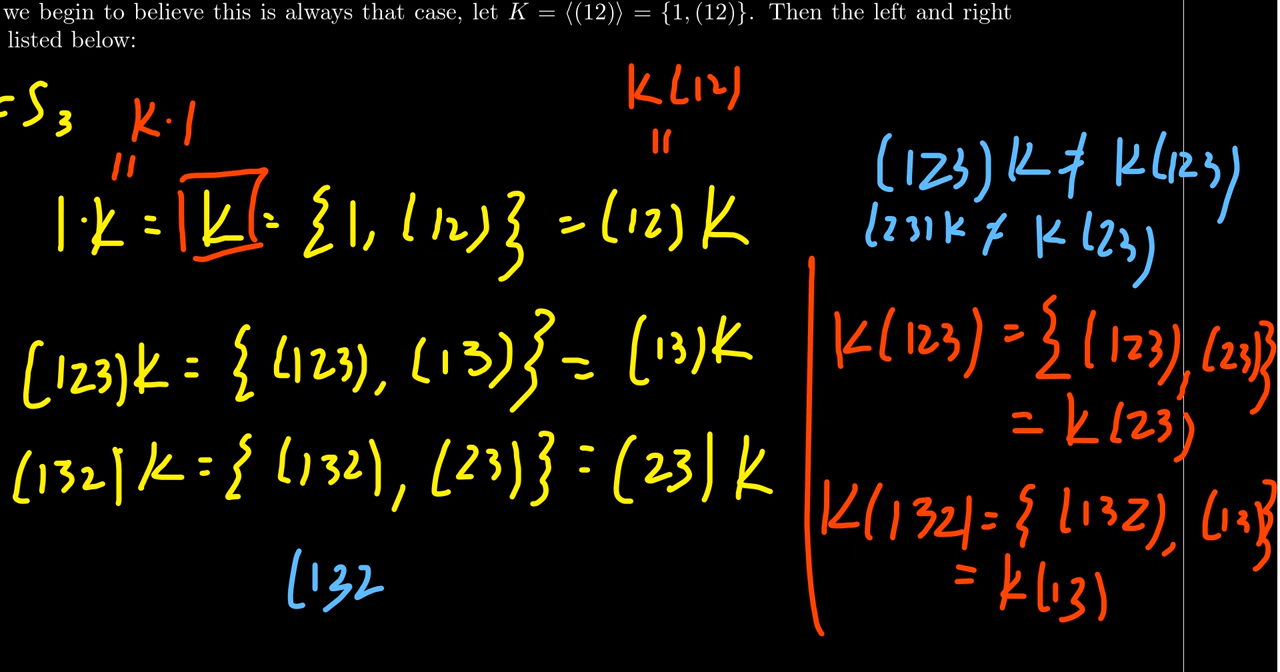 we begin to believe this is always that case, let K = ⟨(12)⟩ = {1, (12)}. Then the left and right
listed below:
= S₃
K·1
K(12)
||
||
1·K = K = {1, (12)} = (12)K
(123)K ≠ K(123)
(23)K ≠ K(23)
(123)K = {(123), (13)} = (13)K
K(123) = {(123), (23)}
= K(23)
(132)K = {(132), (23)} = (23)K
K(132) = {(132), (13)}
= K(13)
(132